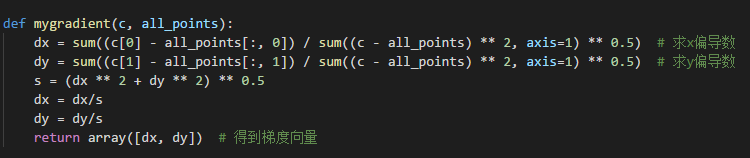 def mygradient(c, all_points):
    dx = sum((c[0] - all_points[:, 0]) / sum((c - all_points) ** 2, axis=1) ** 0.5)  # 求x偏导数
    dy = sum((c[1] - all_points[:, 1]) / sum((c - all_points) ** 2, axis=1) ** 0.5)  # 求y偏导数
    s = (dx ** 2 + dy ** 2) ** 0.5
    dx = dx/s
    dy = dy/s
    return array([dx, dy])  # 得到梯度向量